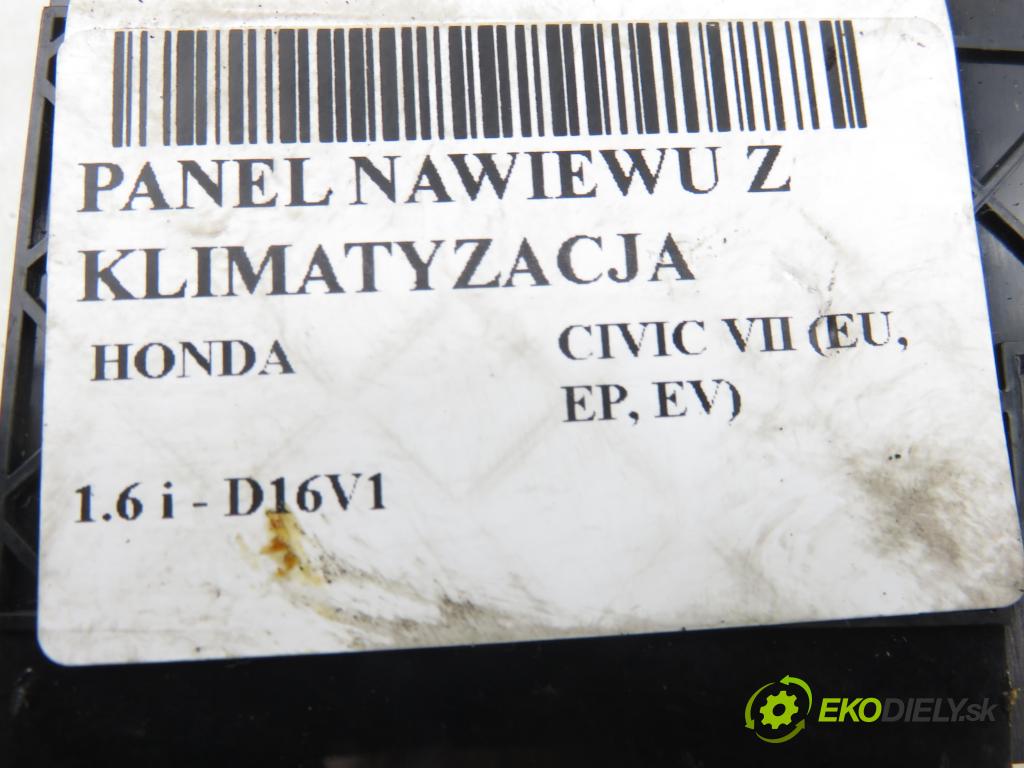 PANEL NAWIEWU Z
KLIMATYZACJA
HONDA
CIVIC VII (EU,
EP, EV)
1.6 i - D16V1
EKODIELY.sk